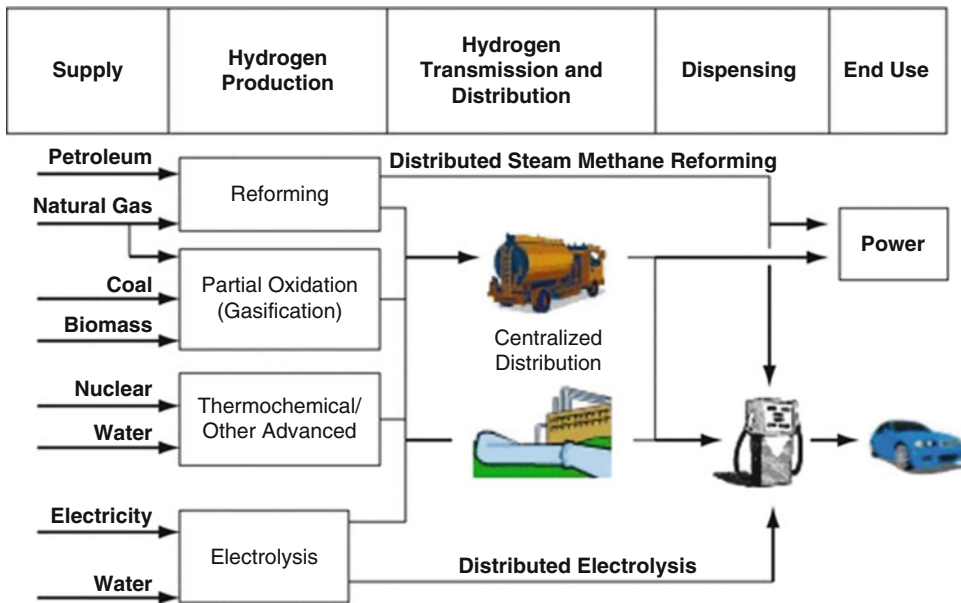 Supply
Hydrogen
Production
Hydrogen
Transmission and
Distribution
Dispensing
End Use
Petroleum
Natural Gas
Coal
Biomass
Nuclear
Water
Electricity
Water
Reforming
Partial Oxidation
(Gasification)
Thermochemical/
Other Advanced
Electrolysis
Distributed Steam Methane Reforming
Centralized
Distribution
Distributed Electrolysis
Power